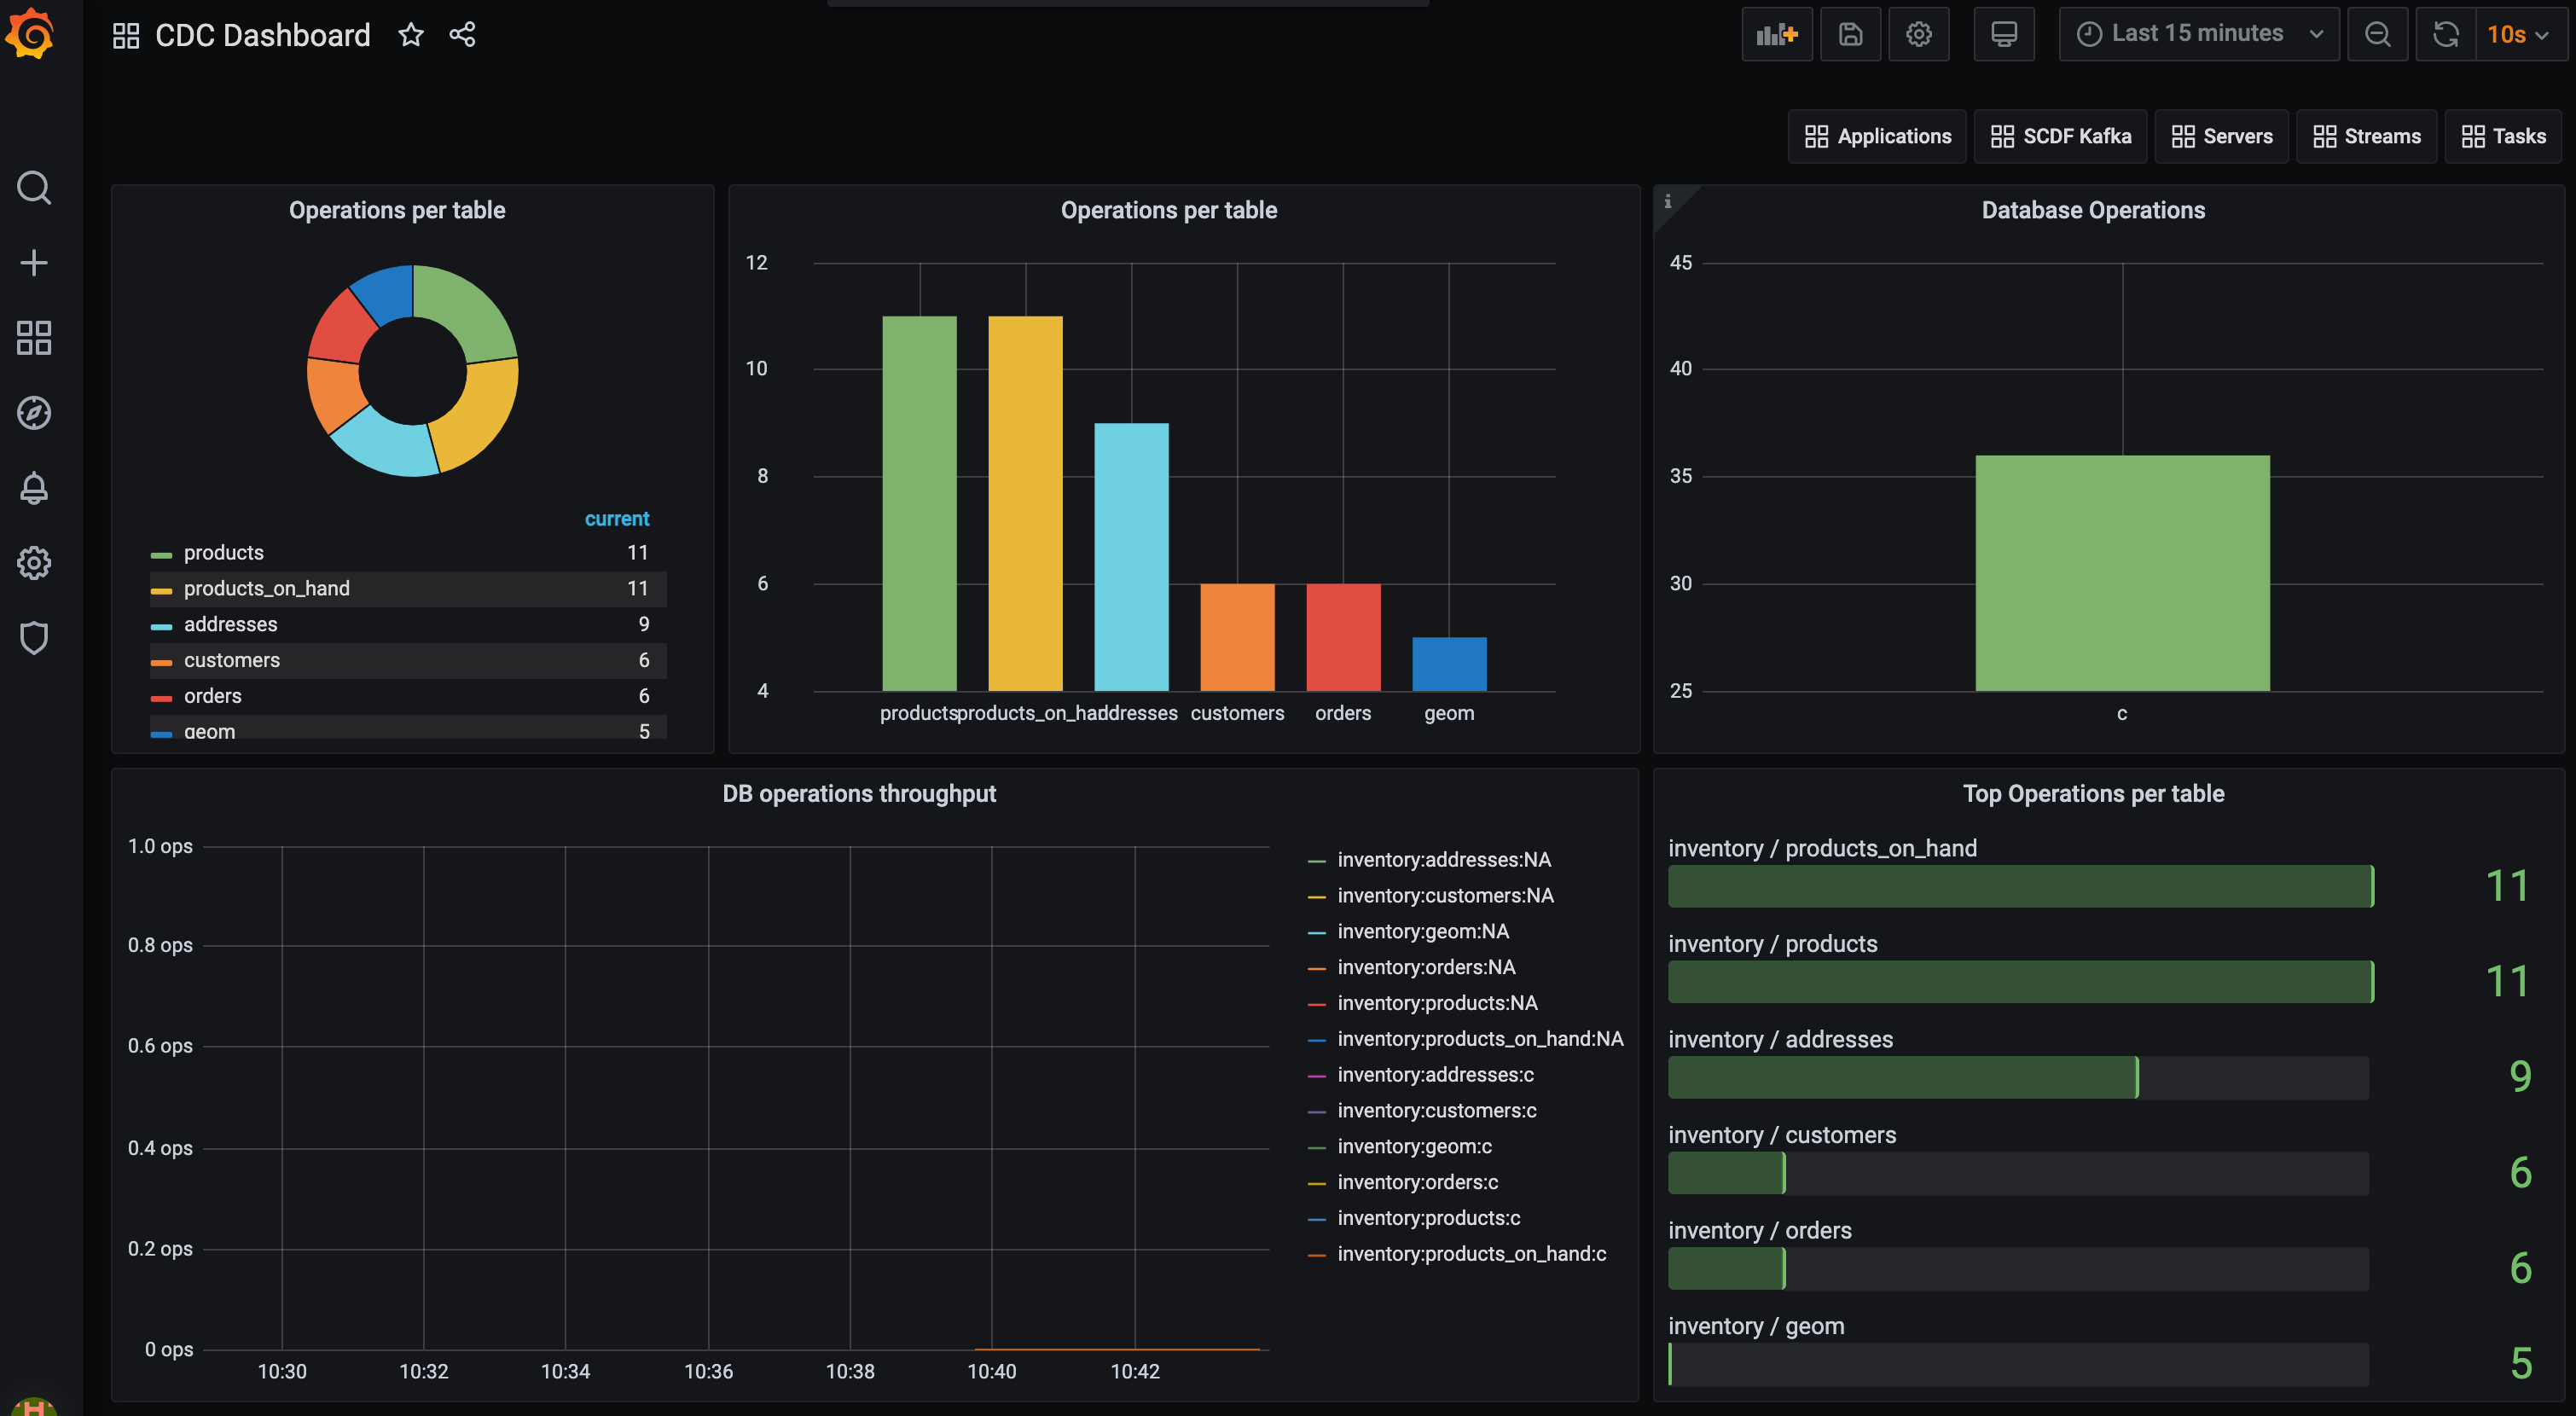 CDC Dashboard
Last 15 minutes
10s
Applications
SCDF Kafka
Servers
Streams
Tasks
Operations per table
current
products 11
products_on_hand 11
addresses 9
customers 6
orders 6
geom 5
Operations per table
12
10
8
6
4
products products_on_hand addresses customers orders geom
i
Database Operations
45
40
35
30
25
c
DB operations throughput
1.0 ops
0.8 ops
0.6 ops
0.4 ops
0.2 ops
0 ops
10:30 10:32 10:34 10:36 10:38 10:40 10:42
inventory:addresses:NA
inventory:customers:NA
inventory:geom:NA
inventory:orders:NA
inventory:products:NA
inventory:products_on_hand:NA
inventory:addresses:c
inventory:customers:c
inventory:geom:c
inventory:orders:c
inventory:products:c
inventory:products_on_hand:c
Top Operations per table
inventory / products_on_hand
11
inventory / products
11
inventory / addresses
9
inventory / customers
6
inventory / orders
6
inventory / geom
5